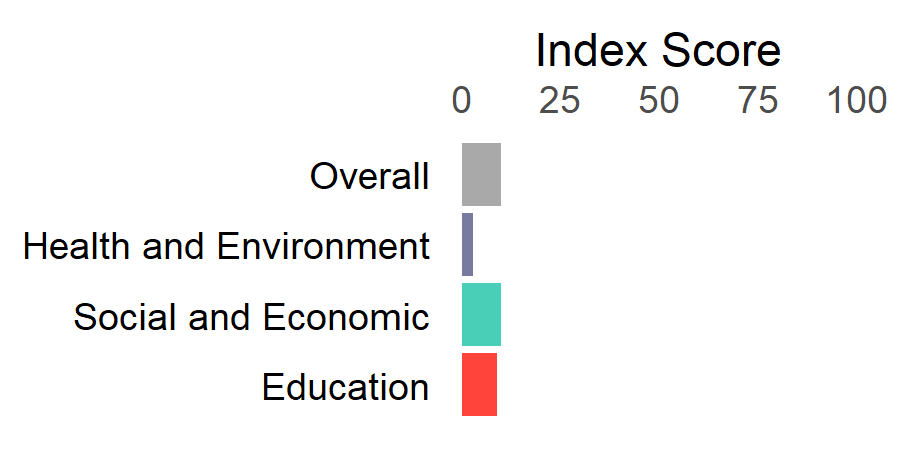 Index Score
0 25 50 75 100
Overall
Health and Environment
Social and Economic
Education